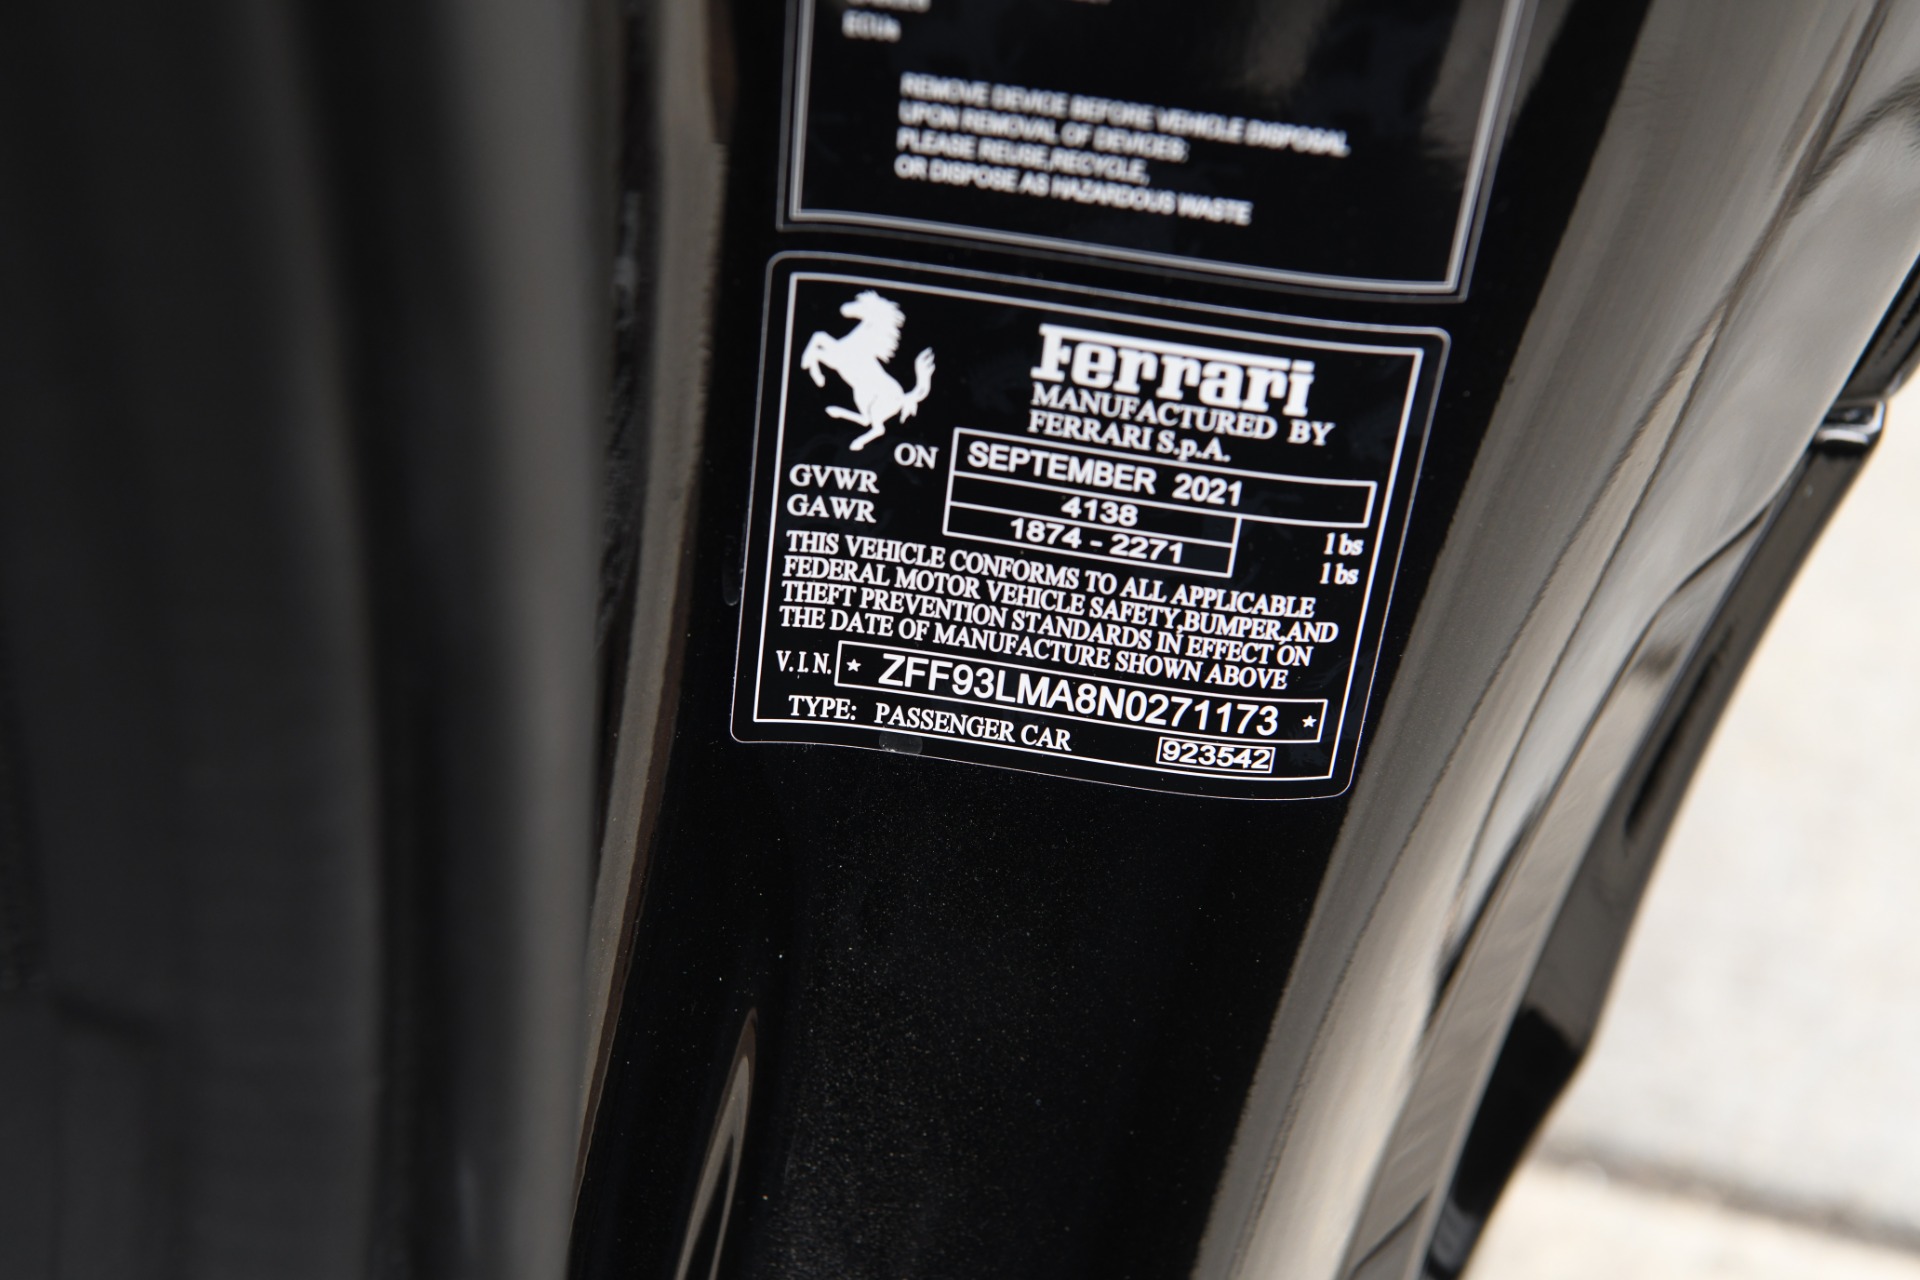 REMOVE DEVICE BEFORE VEHICLE DISPOSAL
UPON REMOVAL OF DEVICES:
PLEASE REUSE,RECYCLE,
OR DISPOSE AS HAZARDOUS WASTE
Ferrari
MANUFACTURED BY
FERRARI S.p.A.
ON SEPTEMBER 2021
GVWR 4138 lbs
GAWR 1874 - 2271 lbs
THIS VEHICLE CONFORMS TO ALL APPLICABLE
FEDERAL MOTOR VEHICLE SAFETY,BUMPER,AND
THEFT PREVENTION STANDARDS IN EFFECT ON
THE DATE OF MANUFACTURE SHOWN ABOVE
V.I.N. ★ ZFF93LMA8N0271173 ★
TYPE: PASSENGER CAR 923542